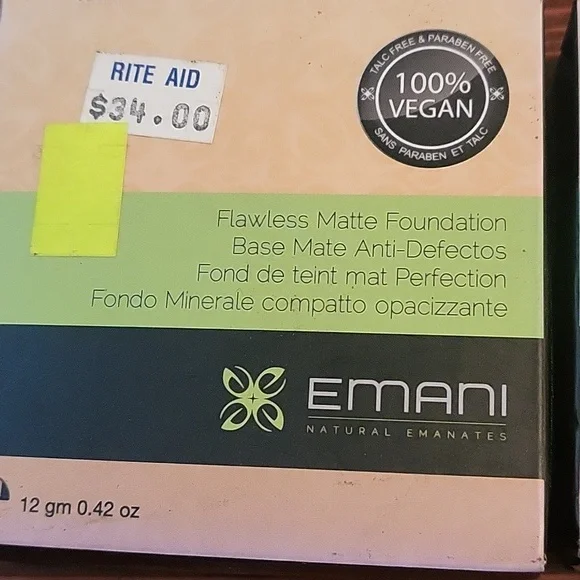 RITE AID
$34.00
TALC FREE & PARABEN FREE
100%
VEGAN
SANS PARABEN ET TALC
Flawless Matte Foundation
Base Mate Anti-Defectos
Fond de teint mat Perfection
Fondo Minerale compatto opacizzante
EMANI
NATURAL EMANATES
12 gm 0.42 oz